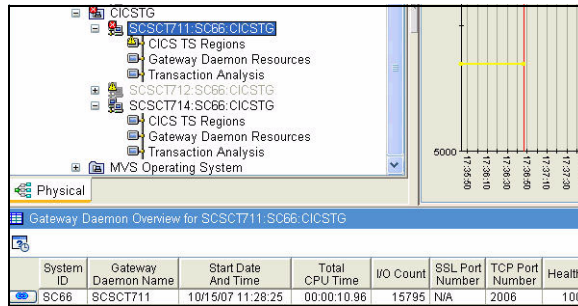 CICSTG
SCSCT711:SC66:CICSTG
CICS TS Regions
Gateway Daemon Resources
Transaction Analysis
SCSCT712:SC66:CICSTG
SCSCT714:SC66:CICSTG
CICS TS Regions
Gateway Daemon Resources
Transaction Analysis
MVS Operating System
Physical
5000
17:35:50
17:36:10
17:36:30
17:36:50
17:37:10
17:37:30
Gateway Daemon Overview for SCSCT711:SC66:CICSTG
System ID Gateway Daemon Name Start Date And Time Total CPU Time I/O Count SSL Port Number TCP Port Number Health
SC66 SCSCT711 10/15/07 11:28:25 00:00:10.96 15795 N/A 2006 10